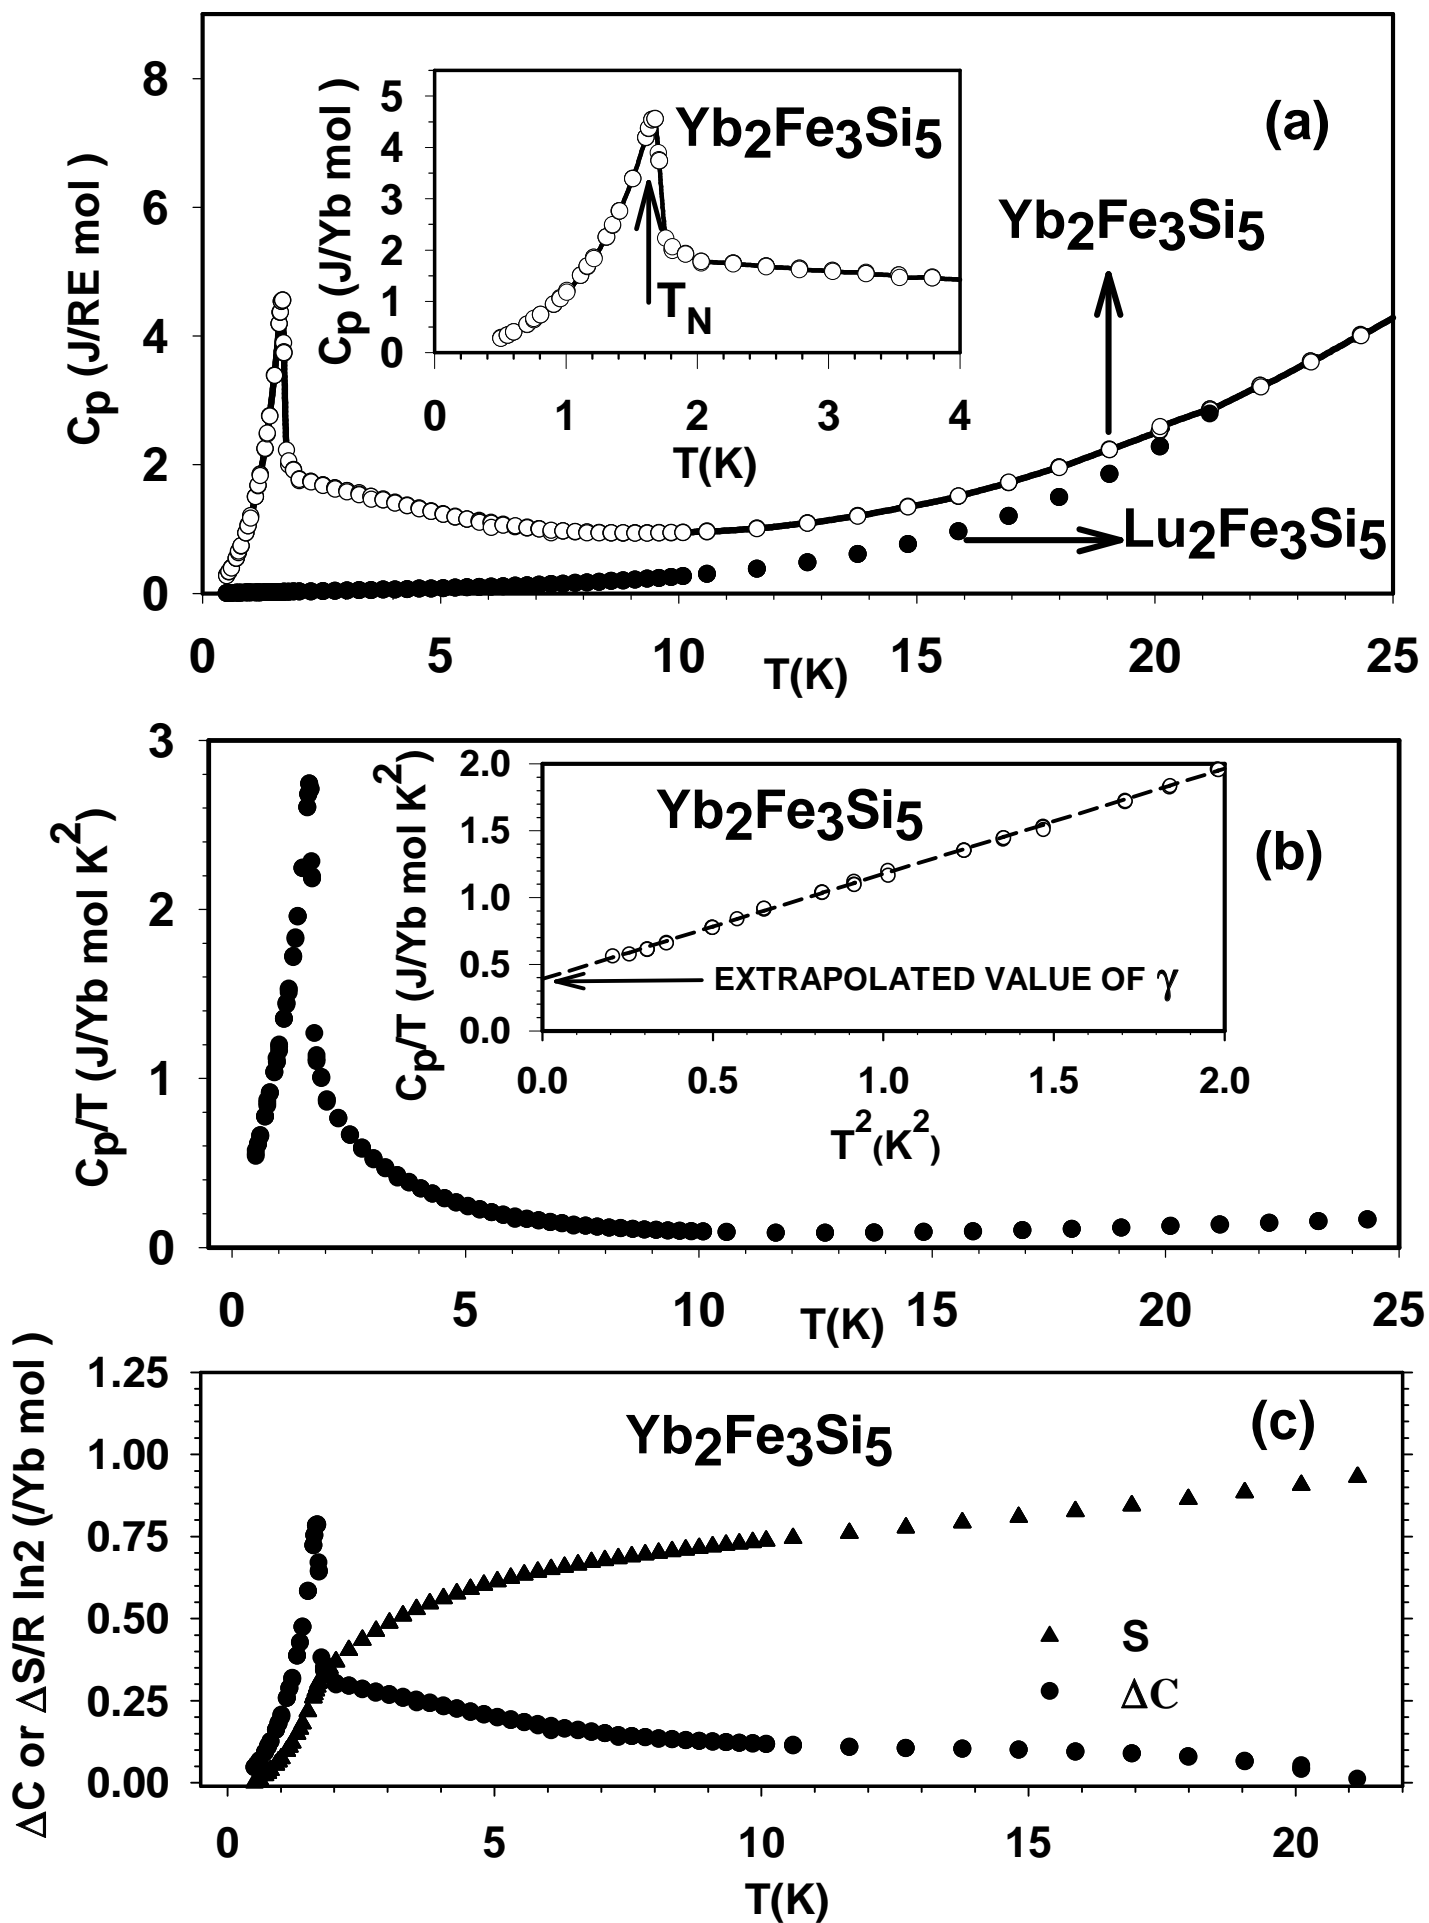 8
6
4
2
0
C_p (J/RE mol )
(a)
5
4
3
2
1
0
C_p (J/Yb mol )
Yb₂Fe₃Si₅
T_N
0 1 2 3 4
T(K)
Yb₂Fe₃Si₅
Lu₂Fe₃Si₅
0 5 10 15 20 25
T(K)
3
2
1
0
C_p/T (J/Yb mol K²)
(b)
2.0
1.5
1.0
0.5
0.0
C_p/T (J/Yb mol K²)
Yb₂Fe₃Si₅
EXTRAPOLATED VALUE OF γ
0.0 0.5 1.0 1.5 2.0
T²(K²)
0 5 10 15 20 25
T(K)
1.25
1.00
0.75
0.50
0.25
0.00
ΔC or ΔS/R ln2 (/Yb mol )
Yb₂Fe₃Si₅
(c)
S
ΔC
0 5 10 15 20
T(K)